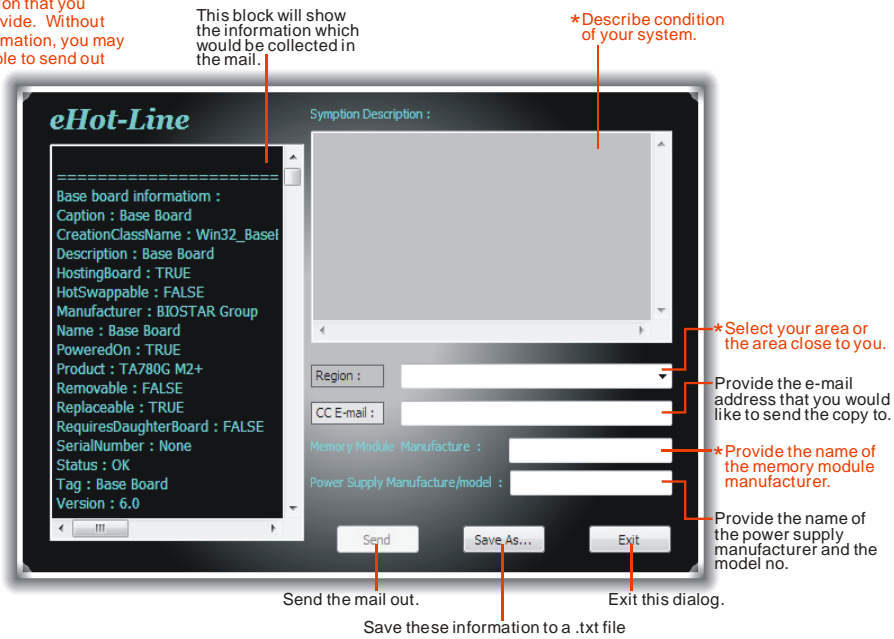 ion that you
vide. Without
rmation, you may
ble to send out
This block will show
the information which
would be collected in
the mail.
*Describe condition
of your system.
eHot-Line
Symption Description :
=======================
Base board informatiom :
Caption : Base Board
CreationClassName : Win32_BaseB
Description : Base Board
HostingBoard : TRUE
HotSwappable : FALSE
Manufacturer : BIOSTAR Group
Name : Base Board
PoweredOn : TRUE
Product : TA780G M2+
Removable : FALSE
Replaceable : TRUE
RequiresDaughterBoard : FALSE
SerialNumber : None
Status : OK
Tag : Base Board
Version : 6.0
Region :
CC E-mail :
Memory Module Manufacture :
Power Supply Manufacture/model :
Send
Save As...
Exit
*Select your area or
the area close to you.
Provide the e-mail
address that you would
like to send the copy to.
*Provide the name of
the memory module
manufacturer.
Provide the name of
the power supply
manufacturer and the
model no.
Send the mail out.
Exit this dialog.
Save these information to a .txt file